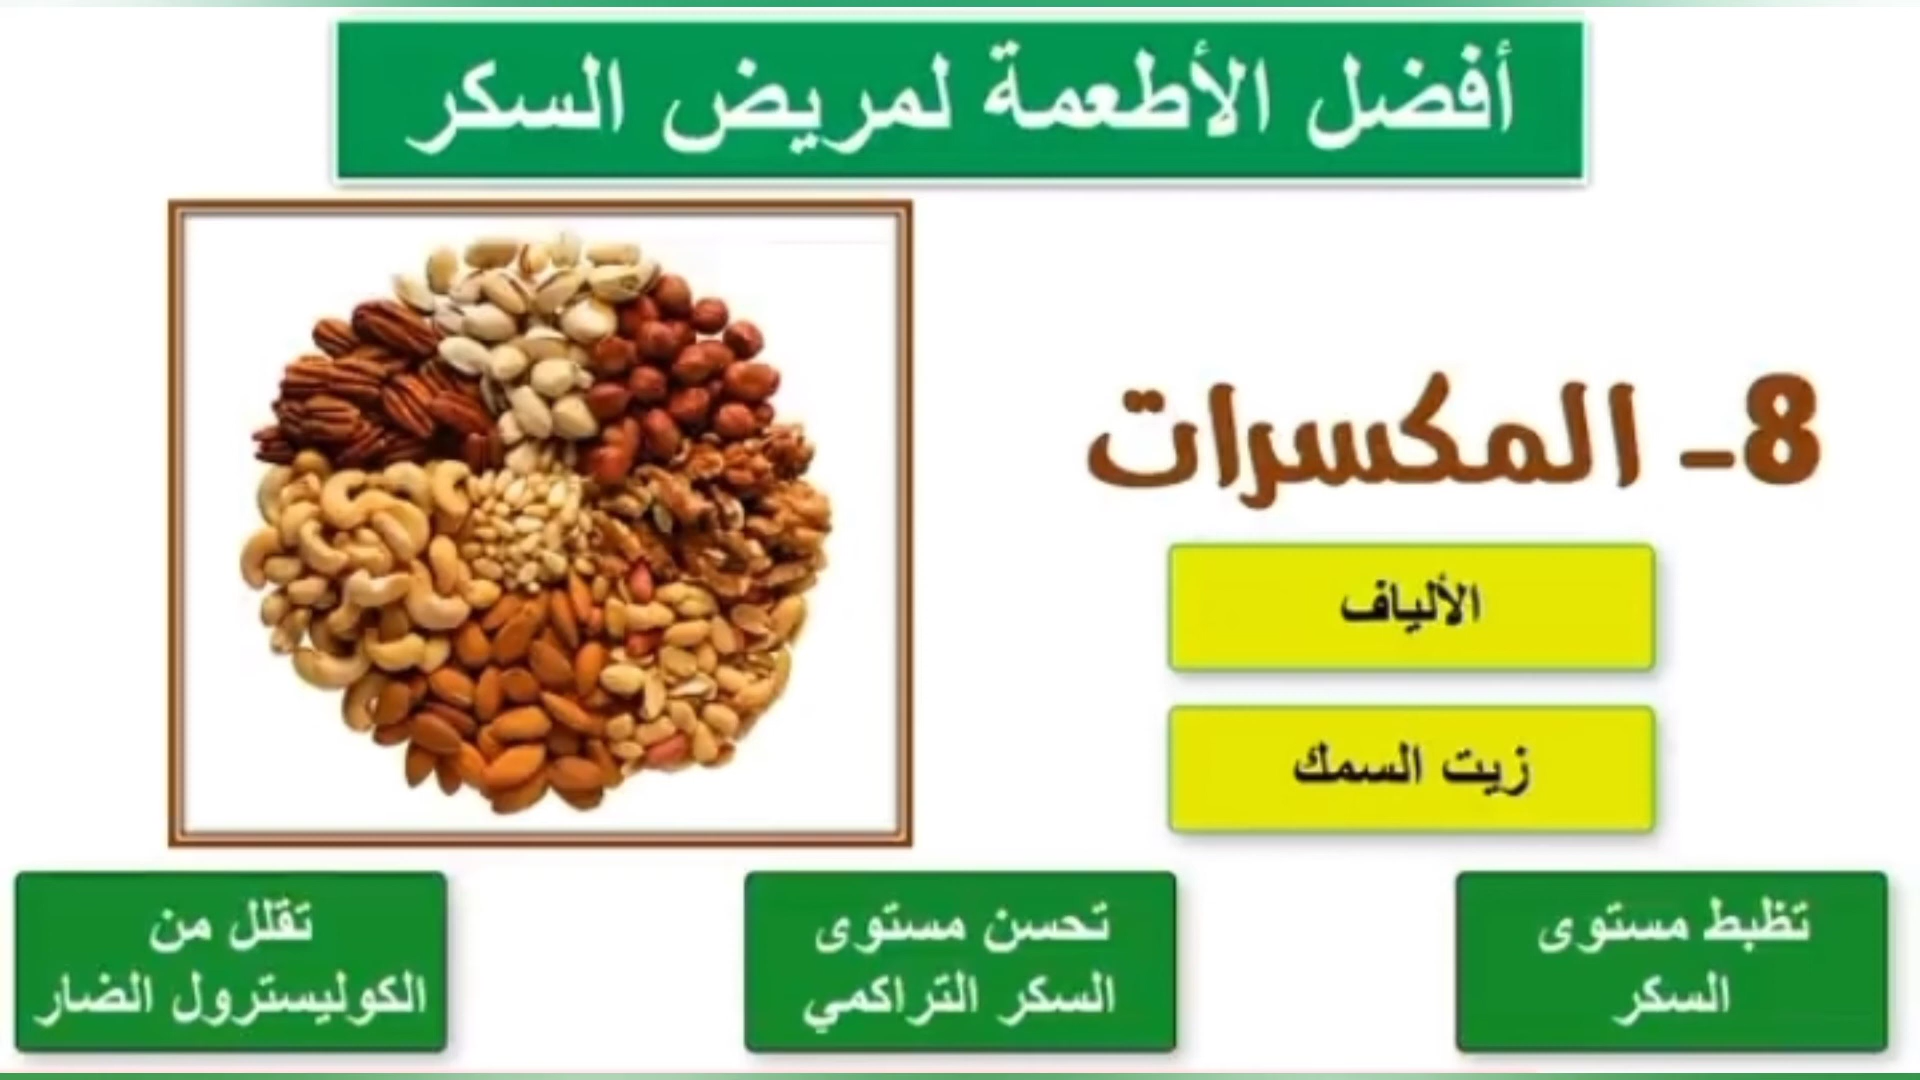 أفضل الأطعمة لمريض السكر
8- المكسرات
الألياف
زيت السمك
تظبط مستوى
السكر
تحسن مستوى
السكر التراكمي
تقلل من
الكوليسترول الضار